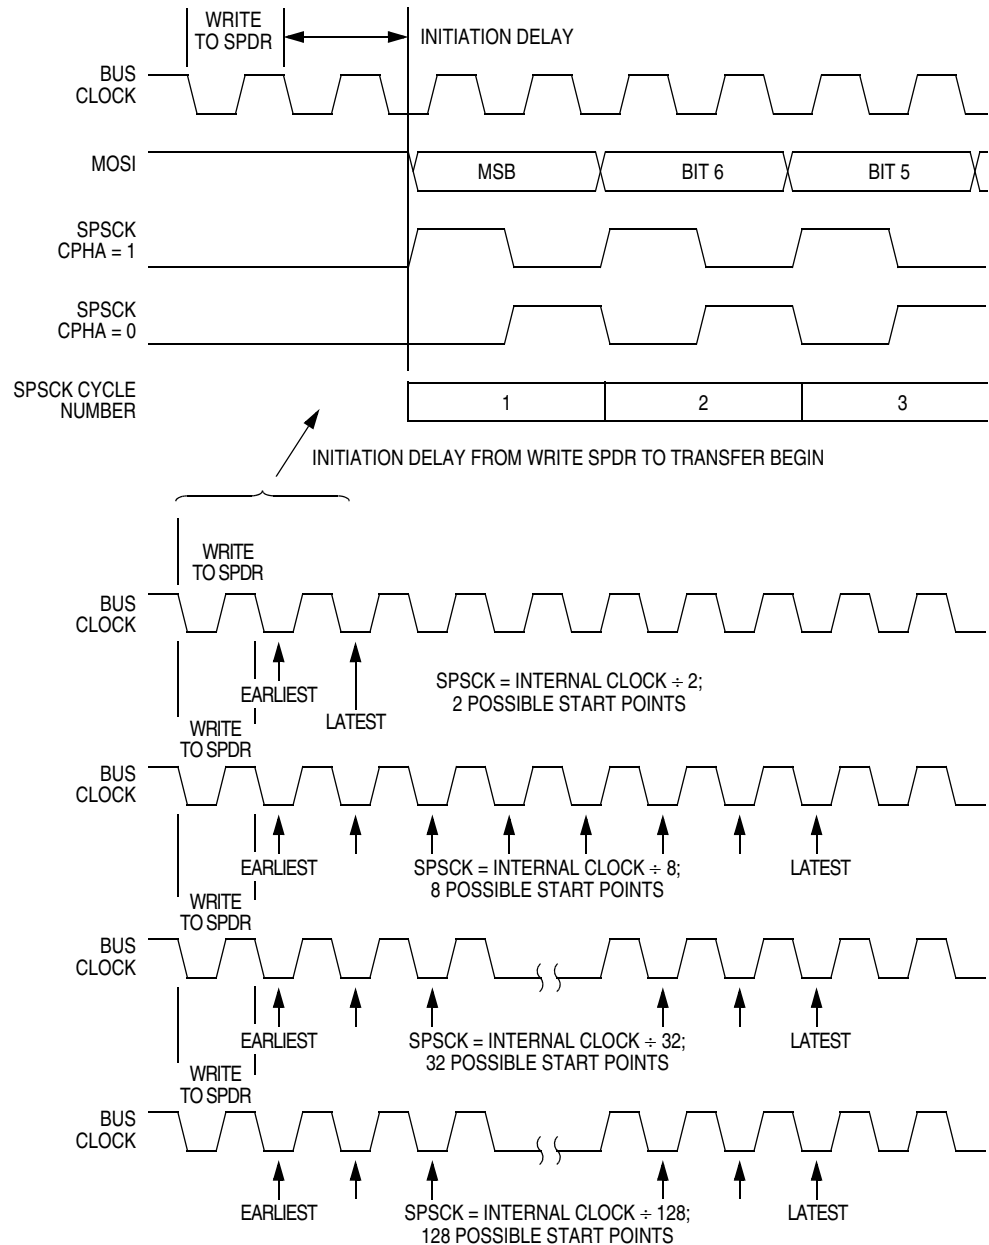 WRITE
TO SPDR
INITIATION DELAY
BUS
CLOCK
MOSI
MSB
BIT 6
BIT 5
SPSCK
CPHA = 1
SPSCK
CPHA = 0
SPSCK CYCLE
NUMBER
1
2
3
INITIATION DELAY FROM WRITE SPDR TO TRANSFER BEGIN
WRITE
TO SPDR
BUS
CLOCK
EARLIEST
LATEST
SPSCK = INTERNAL CLOCK ÷ 2;
2 POSSIBLE START POINTS
WRITE
TO SPDR
BUS
CLOCK
EARLIEST
SPSCK = INTERNAL CLOCK ÷ 8;
8 POSSIBLE START POINTS
LATEST
WRITE
TO SPDR
BUS
CLOCK
EARLIEST
SPSCK = INTERNAL CLOCK ÷ 32;
32 POSSIBLE START POINTS
LATEST
WRITE
TO SPDR
BUS
CLOCK
EARLIEST
SPSCK = INTERNAL CLOCK ÷ 128;
128 POSSIBLE START POINTS
LATEST